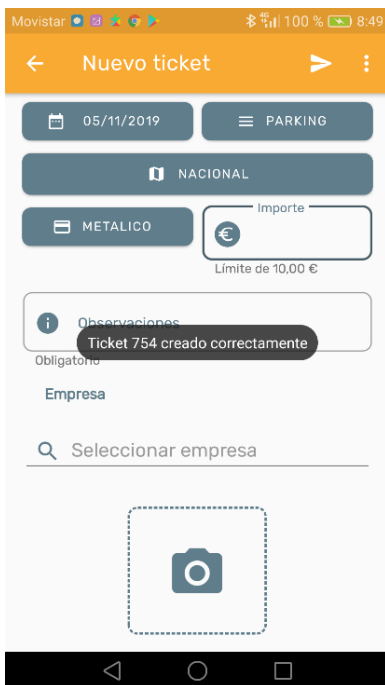 Movistar 100 % 8:49
Nuevo ticket
05/11/2019 PARKING
NACIONAL
METALICO Importe
€
Límite de 10,00 €
Observaciones
Ticket 754 creado correctamente
Obligatorio
Empresa
Seleccionar empresa